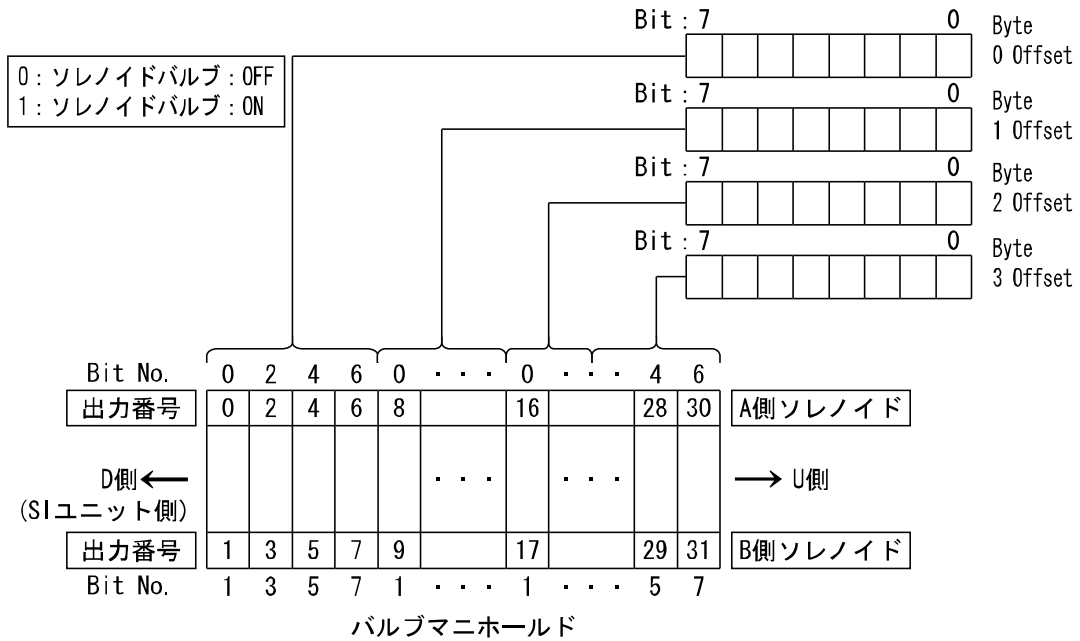 Bit : 7 0 Byte 0 Offset
0 : ソレノイドバルブ : OFF
1 : ソレノイドバルブ : ON
Bit : 7 0 Byte 1 Offset
Bit : 7 0 Byte 2 Offset
Bit : 7 0 Byte 3 Offset
Bit No. 0 2 4 6 0 ・・・ 0 ・・・ 4 6
出力番号 0 2 4 6 8 16 28 30 A側ソレノイド
D側 ・・・ ・・・ U側
(SIユニット側)
出力番号 1 3 5 7 9 17 29 31 B側ソレノイド
Bit No. 1 3 5 7 1 ・・・ 1 ・・・ 5 7
バルブマニホールド